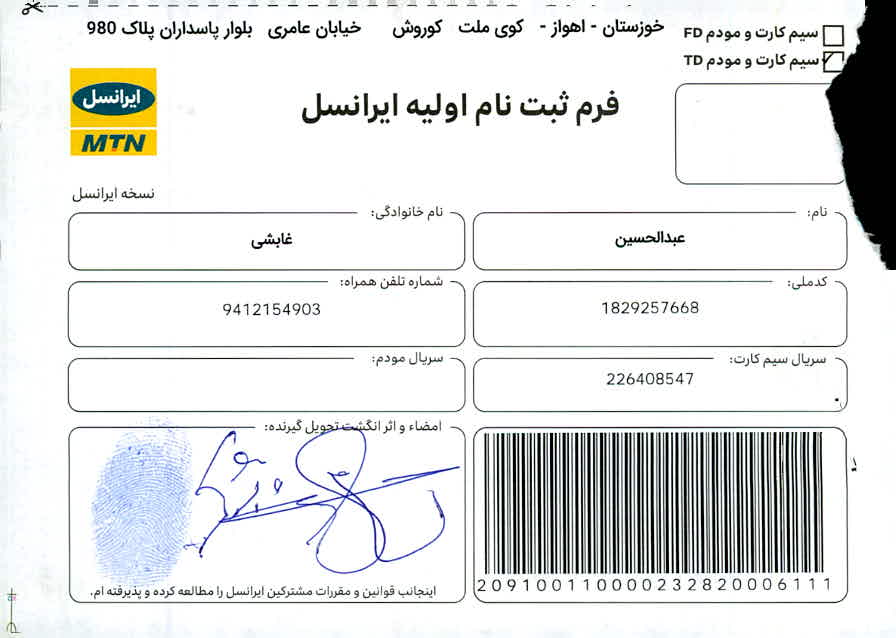 سیم کارت و مودم FD
سیم کارت و مودم TD
خوزستان - اهواز - کوی ملت کوروش خیابان عامری بلوار پاسداران پلاک 980
ایرانسل
MTN
فرم ثبت نام اولیه ایرانسل
نسخه ایرانسل
نام:
عبدالحسین
نام خانوادگی:
غابشی
کدملی:
1829257668
شماره تلفن همراه:
9412154903
سریال سیم کارت:
226408547
سریال مودم:
امضاء و اثر انگشت تحویل گیرنده:
اینجانب قوانین و مقررات مشترکین ایرانسل را مطالعه کرده و پذیرفته ام.
209100110000232820006111